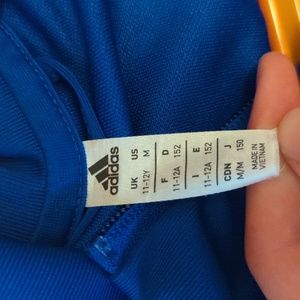 adidas
UK US
11-12Y M
F D
11-12A 152
I E
11-12A 152
CDN J
M/M 150
MADE IN
VIETNAM